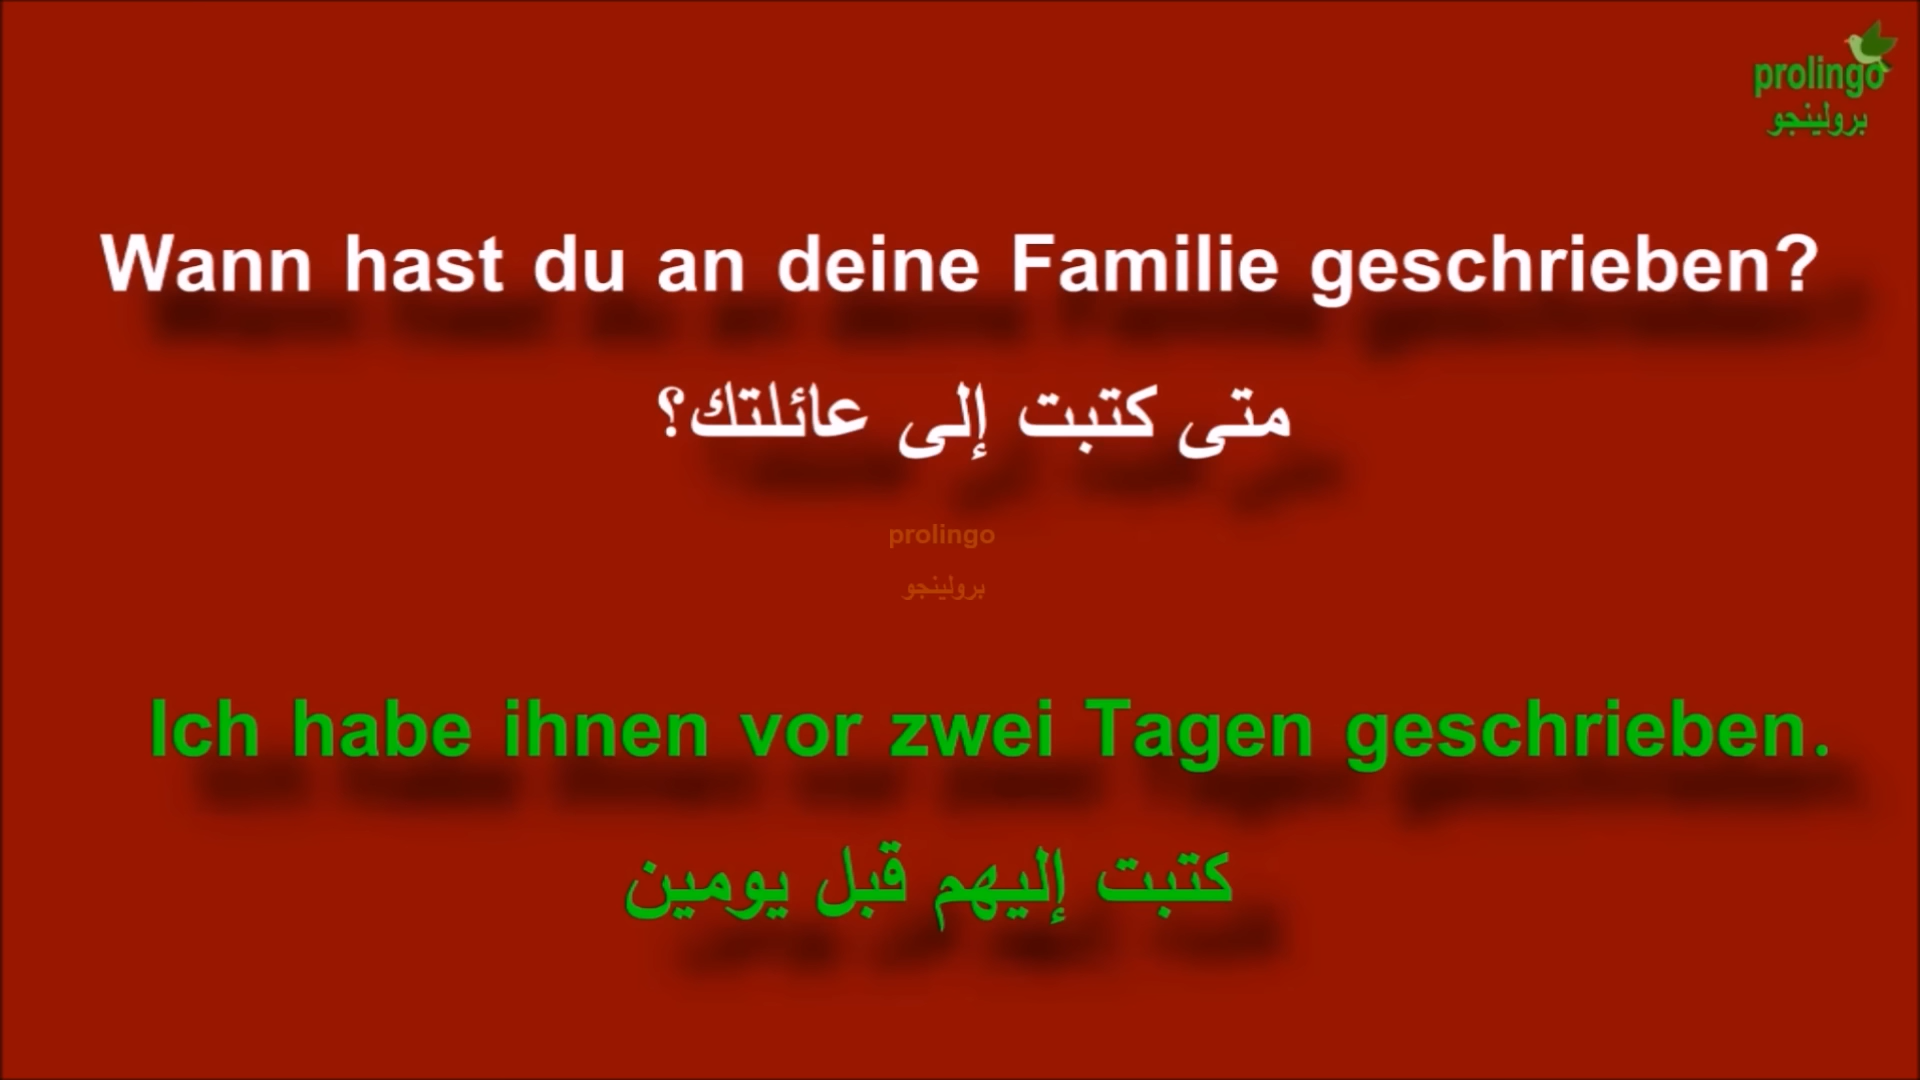 prolingo
برولينجو
Wann hast du an deine Familie geschrieben?
متى كتبت إلى عائلتك؟
prolingo
برولينجو
Ich habe ihnen vor zwei Tagen geschrieben.
كتبت إليهم قبل يومين